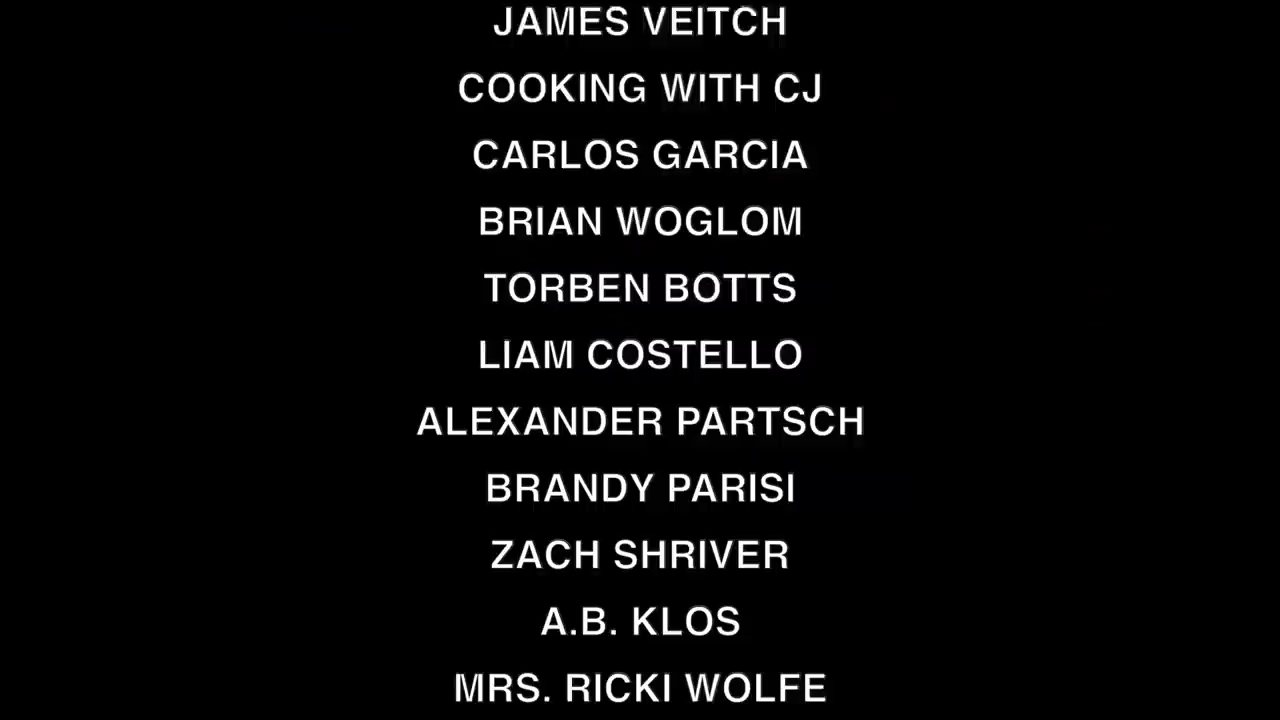 JAMES VEITCH
COOKING WITH CJ
CARLOS GARCIA
BRIAN WOGLOM
TORBEN BOTTS
LIAM COSTELLO
ALEXANDER PARTSCH
BRANDY PARISI
ZACH SHRIVER
A.B. KLOS
MRS. RICKI WOLFE